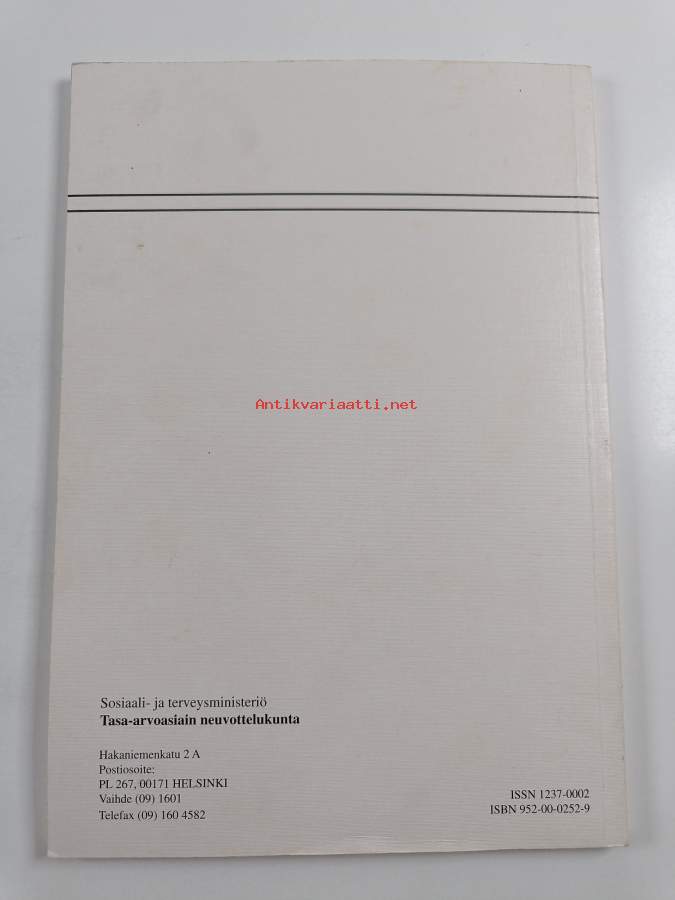 Antikvariaatti.net
Sosiaali- ja terveysministeriö
Tasa-arvoasiain neuvottelukunta
Hakaniemenkatu 2 A
Postiosoite:
PL 267, 00171 HELSINKI
Vaihde (09) 1601
Telefax (09) 160 4582
ISSN 1237-0002
ISBN 952-00-0252-9